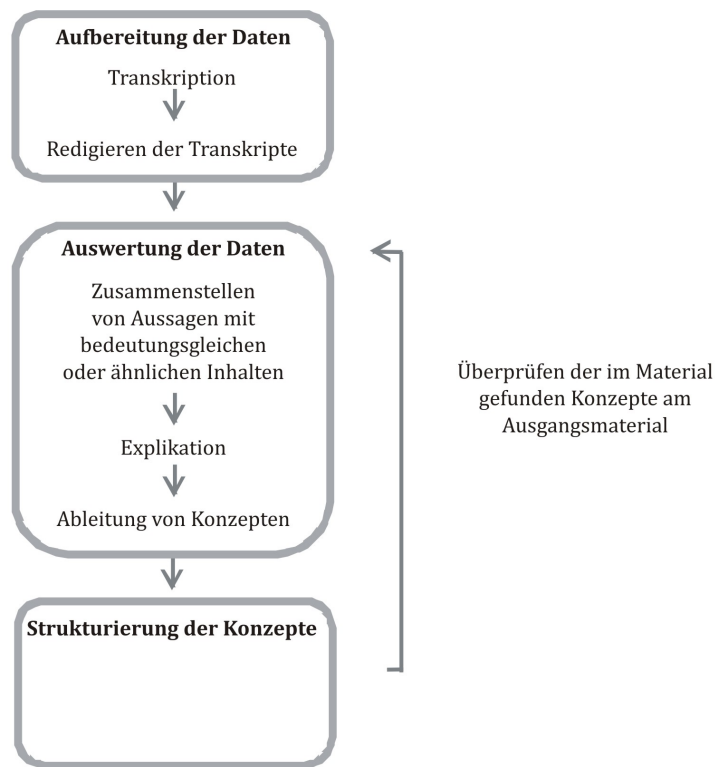 Aufbereitung der Daten
Transkription
Redigieren der Transkripte
Auswertung der Daten
Zusammenstellen
von Aussagen mit
bedeutungsgleichen
oder ähnlichen Inhalten
Explikation
Ableitung von Konzepten
Strukturierung der Konzepte
Überprüfen der im Material
gefunden Konzepte am
Ausgangsmaterial